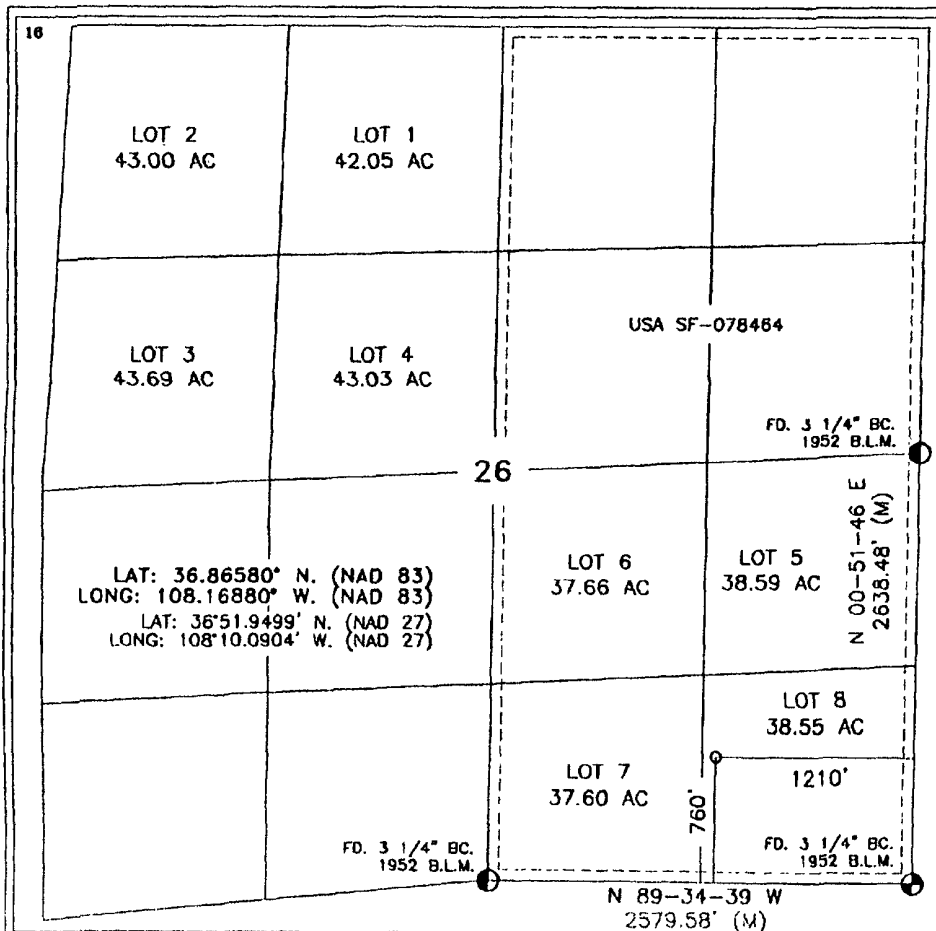 16
LOT 2
43.00 AC
LOT 1
42.05 AC
LOT 3
43.69 AC
LOT 4
43.03 AC
USA SF-078464
FD. 3 1/4" BC.
1952 B.L.M.
26
N 00-51-46 E
2638.48' (M)
LAT: 36.86580° N. (NAD 83)
LONG: 108.16880° W. (NAD 83)
LAT: 36°51.9499' N. (NAD 27)
LONG: 108°10.0904' W. (NAD 27)
LOT 6
37.66 AC
LOT 5
38.59 AC
LOT 8
38.55 AC
LOT 7
37.60 AC
760'
1210'
FD. 3 1/4" BC.
1952 B.L.M.
FD. 3 1/4" BC.
1952 B.L.M.
N 89-34-39 W
2579.58' (M)